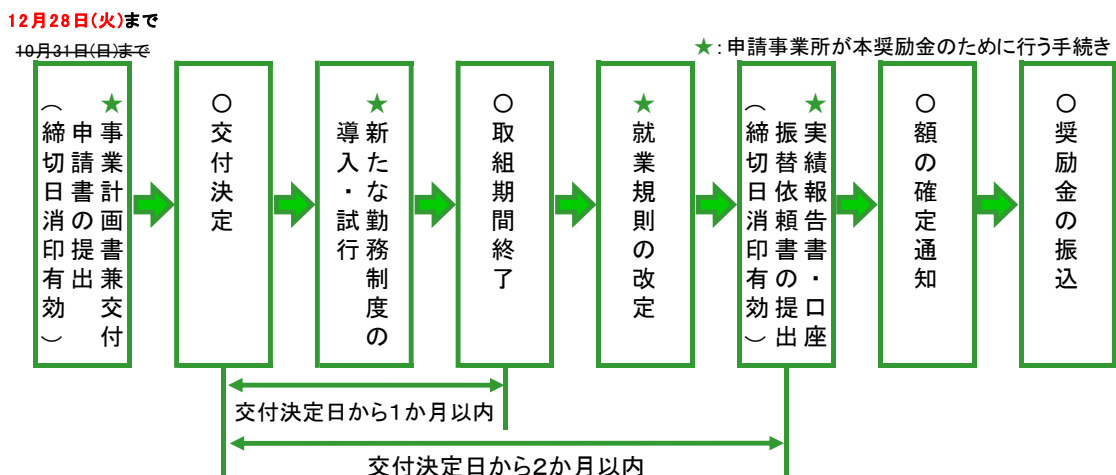 12月28日(火)まで
10月31日(日)まで
★：申請事業所が本奨励金のために行う手続き
★事業計画書兼交付
申請書の提出
（締切日消印有効）
○交付決定
★新たな勤務制度の
導入・試行
○取組期間終了
★就業規則の改定
★実績報告書・口座
振替依頼書の提出
（締切日消印有効）
○額の確定通知
○奨励金の振込
交付決定日から1か月以内
交付決定日から2か月以内